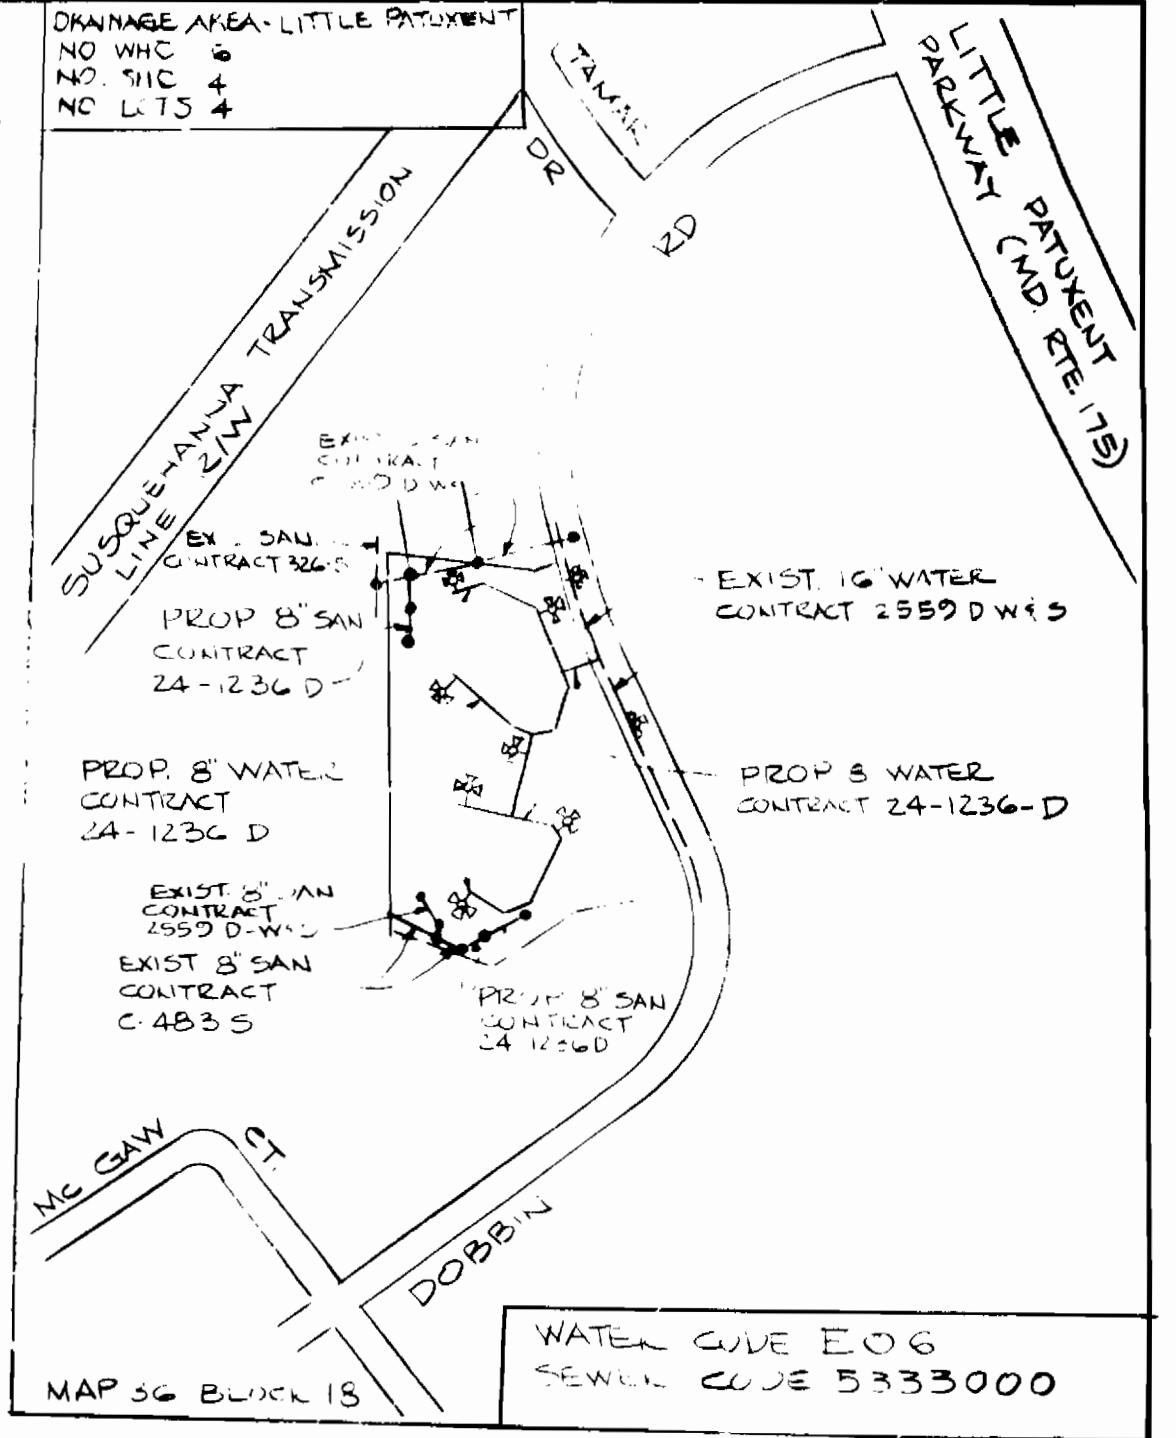 DRAINAGE AREA - LITTLE PATUXENT
NO WHC 6
NO. SHC 4
NO LOTS 4
TAMAR
DR
RD
LITTLE PATUXENT
PARKWAY (MD. RTE. 175)
SUSQUEHANNA TRANSMISSION
LINE R/W
SAN
CONTRACT
EX. SAN.
CONTRACT 326-S
PROP 8" SAN
CONTRACT
24-1236 D
EXIST. 16" WATER
CONTRACT 2559 D W&S
PROP. 8" WATER
CONTRACT
24-1236 D
PROP 8 WATER
CONTRACT 24-1236-D
EXIST. 8" SAN
CONTRACT
2559 D-W&S
EXIST 8" SAN
CONTRACT
C-483 S
PROP 8" SAN
CONTRACT
24 1236D
Mc GAW
CT.
DOBBIN
MAP 36 BLOCK 18
WATER CODE E06
SEWER CODE 5333000